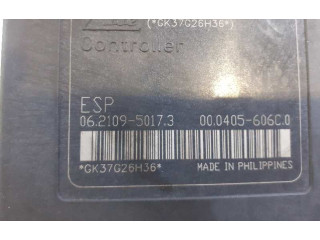 (*GK37G26H36*)
Controller
ESP
06.2109-5017.3 00.0405-606C.0
*GK37G26H36* MADE IN PHILIPPINES